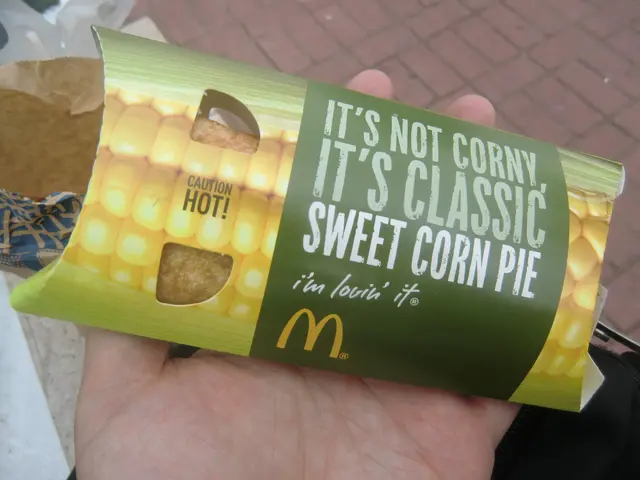 CAUTION
HOT!
IT'S NOT CORNY,
IT'S CLASSIC
SWEET CORN PIE
i'm lovin' it®
M®